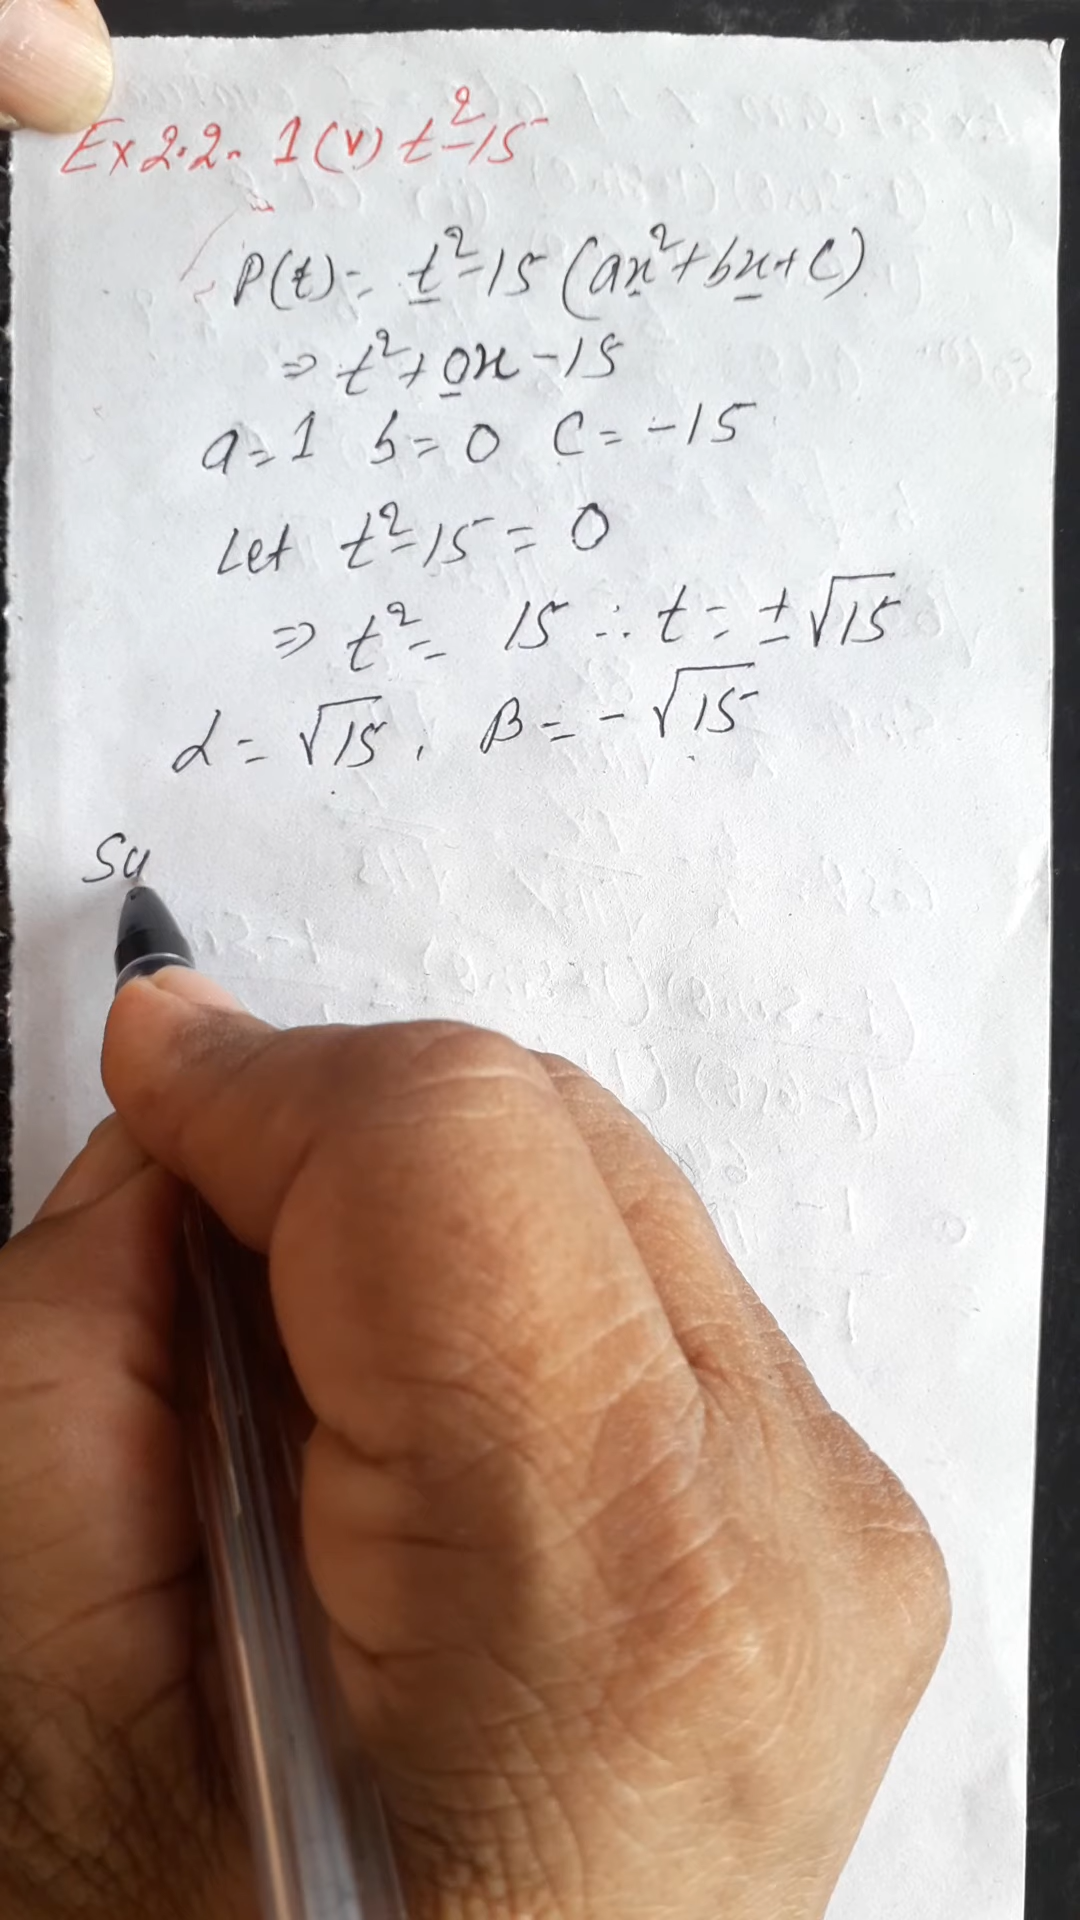 Ex 2.2. 1(v) t²-15
P(t)= t²-15 (ax²+bx+c)
⇒ t²+0x-15
a=1 b=0 c=-15
Let t²-15=0
⇒ t²= 15 ∴ t= ±√15
α=√15, β=-√15
Su